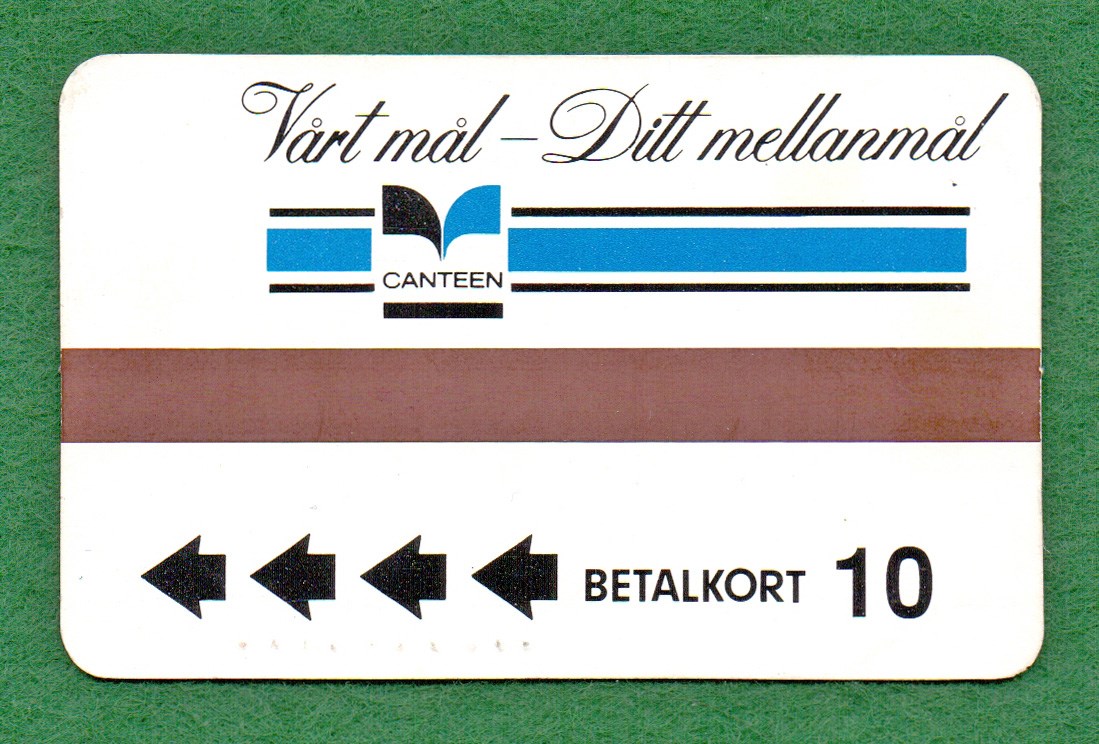 Vårt mål – Ditt mellanmål
CANTEEN
BETALKORT 10